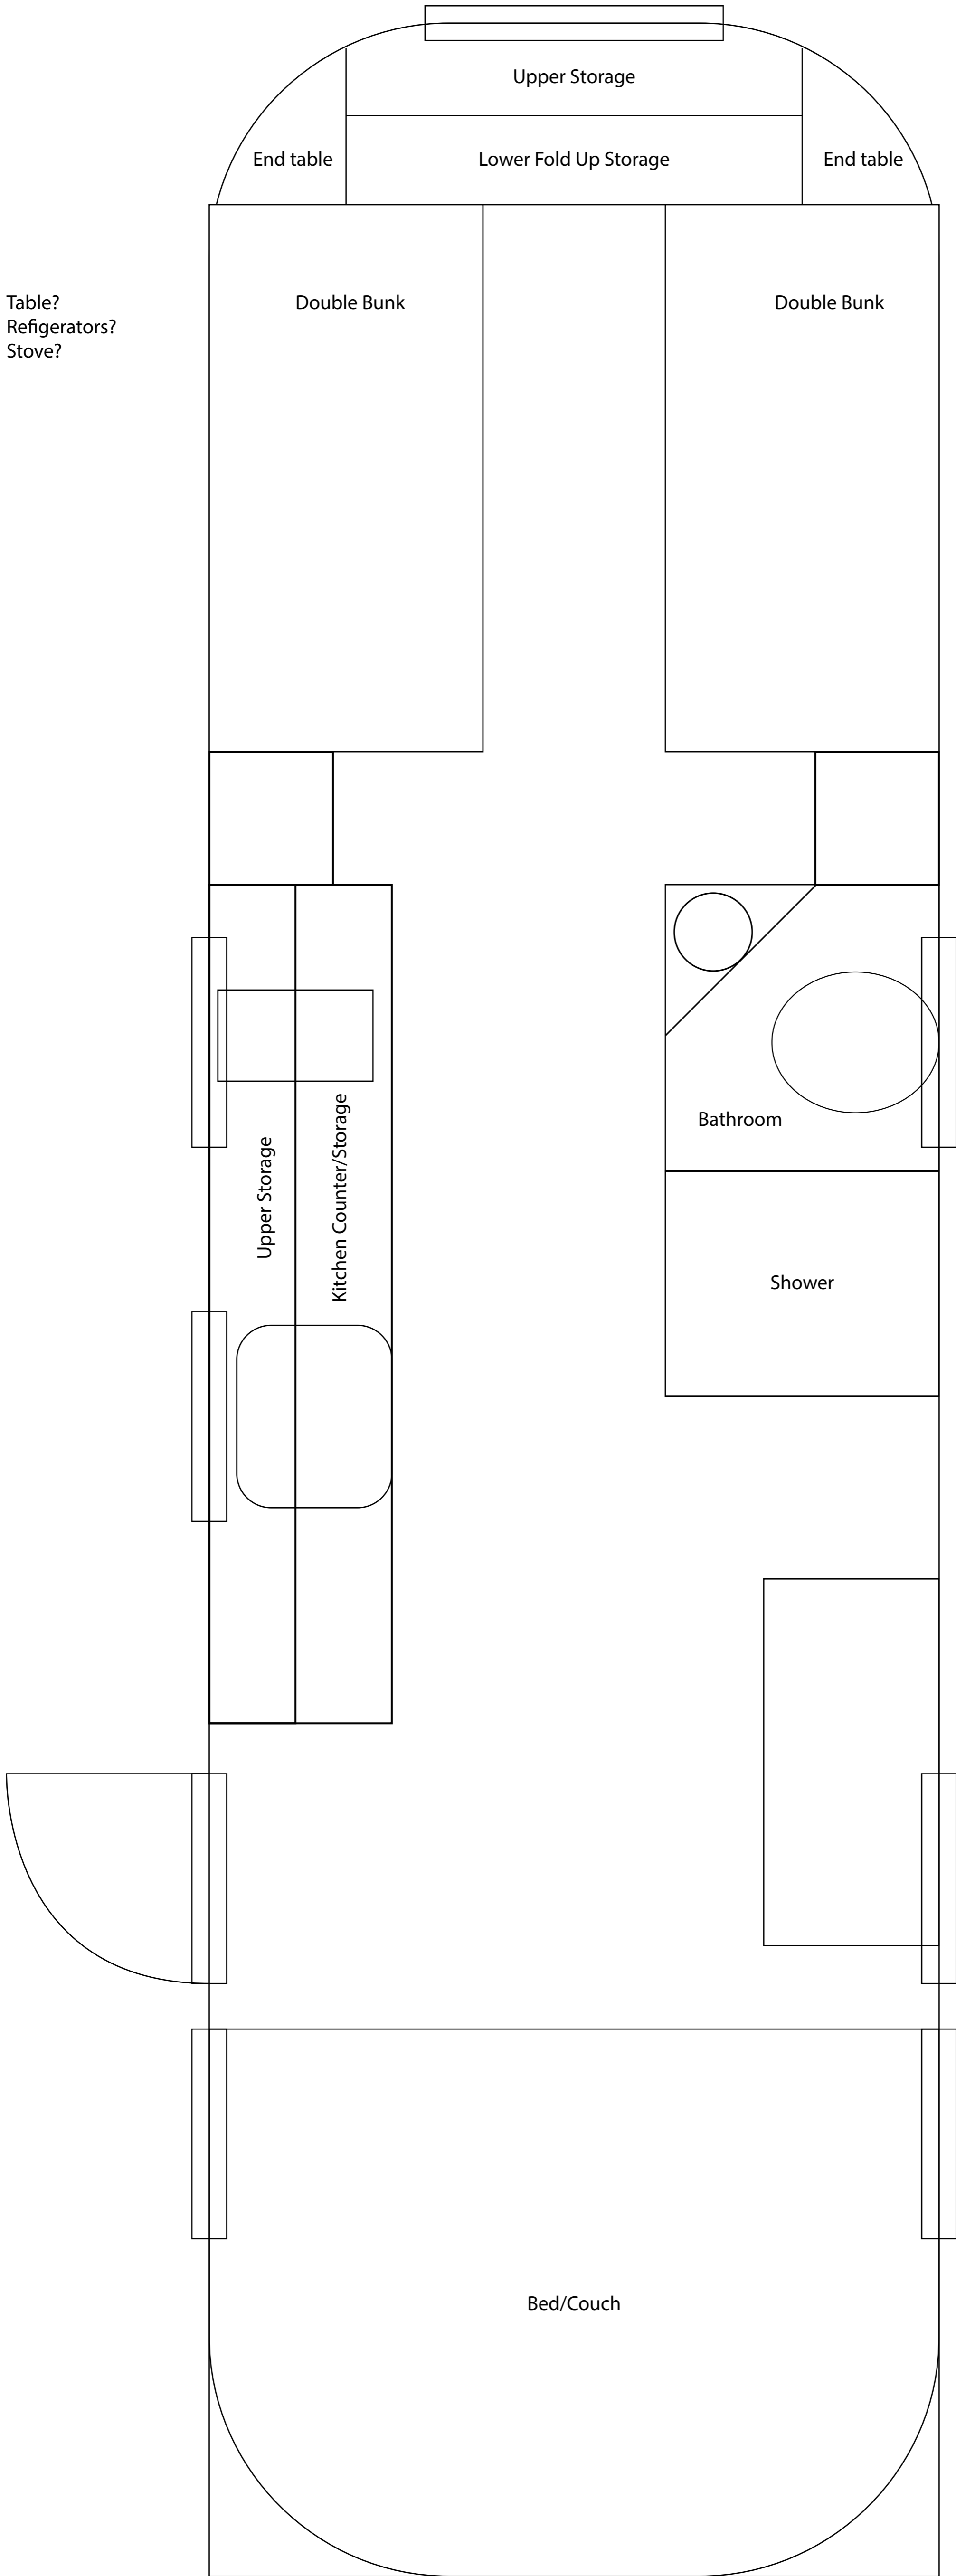 Upper Storage
End table
Lower Fold Up Storage
End table
Table?
Refigerators?
Stove?
Double Bunk
Double Bunk
Upper Storage
Kitchen Counter/Storage
Bathroom
Shower
Bed/Couch